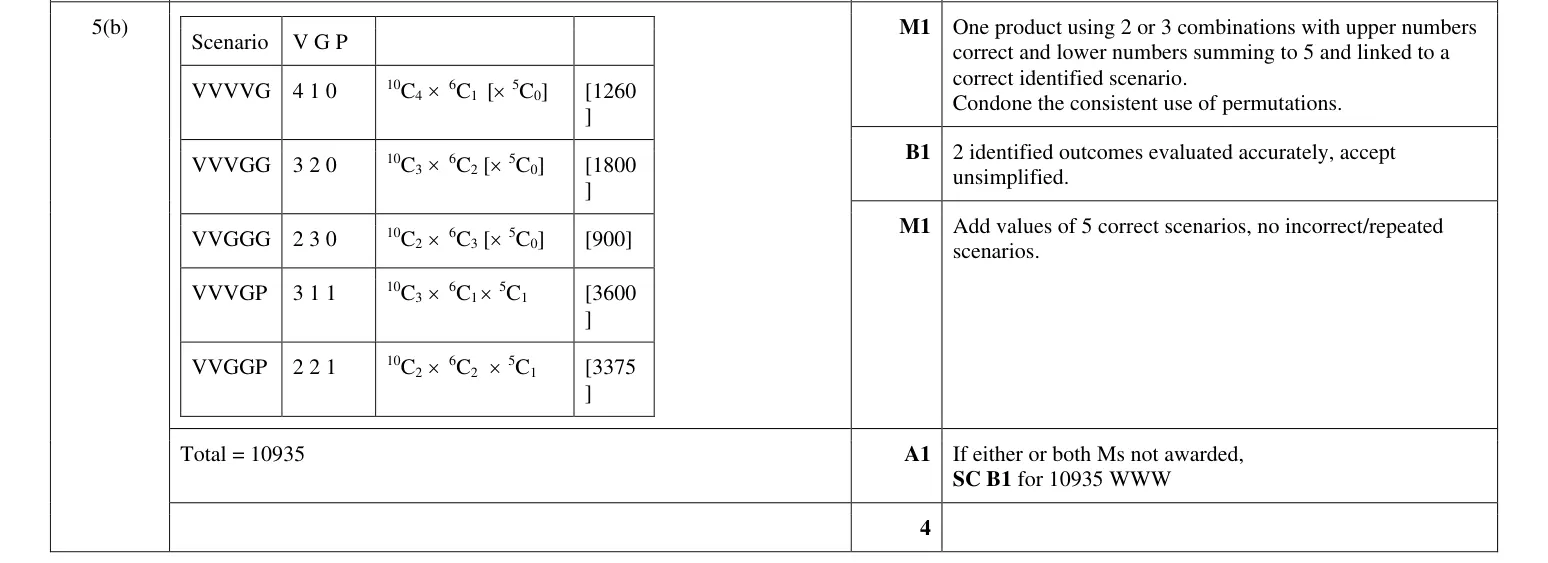 5(b)
Scenario V G P
VVVVG 4 1 0 ¹⁰C₄ × ⁶C₁ [× ⁵C₀] [1260
]
VVVGG 3 2 0 ¹⁰C₃ × ⁶C₂ [× ⁵C₀] [1800
]
VVGGG 2 3 0 ¹⁰C₂ × ⁶C₃ [× ⁵C₀] [900]
VVVGP 3 1 1 ¹⁰C₃ × ⁶C₁ × ⁵C₁ [3600
]
VVGGP 2 2 1 ¹⁰C₂ × ⁶C₂ × ⁵C₁ [3375
]
M1 One product using 2 or 3 combinations with upper numbers
correct and lower numbers summing to 5 and linked to a
correct identified scenario.
Condone the consistent use of permutations.
B1 2 identified outcomes evaluated accurately, accept
unsimplified.
M1 Add values of 5 correct scenarios, no incorrect/repeated
scenarios.
Total = 10935 A1 If either or both Ms not awarded,
SC B1 for 10935 WWW
4